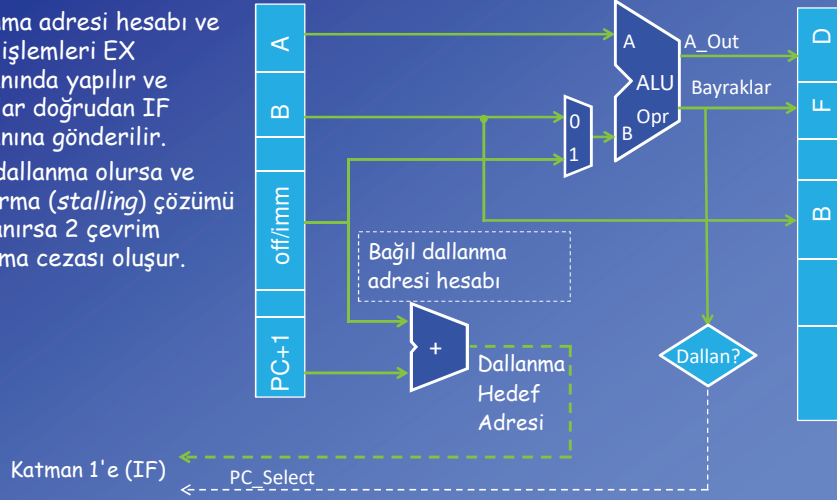 ma adresi hesabı ve
işlemleri EX
nında yapılır ve
ar doğrudan IF
nına gönderilir.
dallanma olursa ve
rma (stalling) çözümü
nırsa 2 çevrim
ma cezası oluşur.
A
B
off/imm
PC+1
0
1
A
ALU
Opr
B
A_Out
Bayraklar
D
F
B
Bağıl dallanma
adresi hesabı
+
Dallanma
Hedef
Adresi
Dallan?
Katman 1'e (IF)
PC_Select